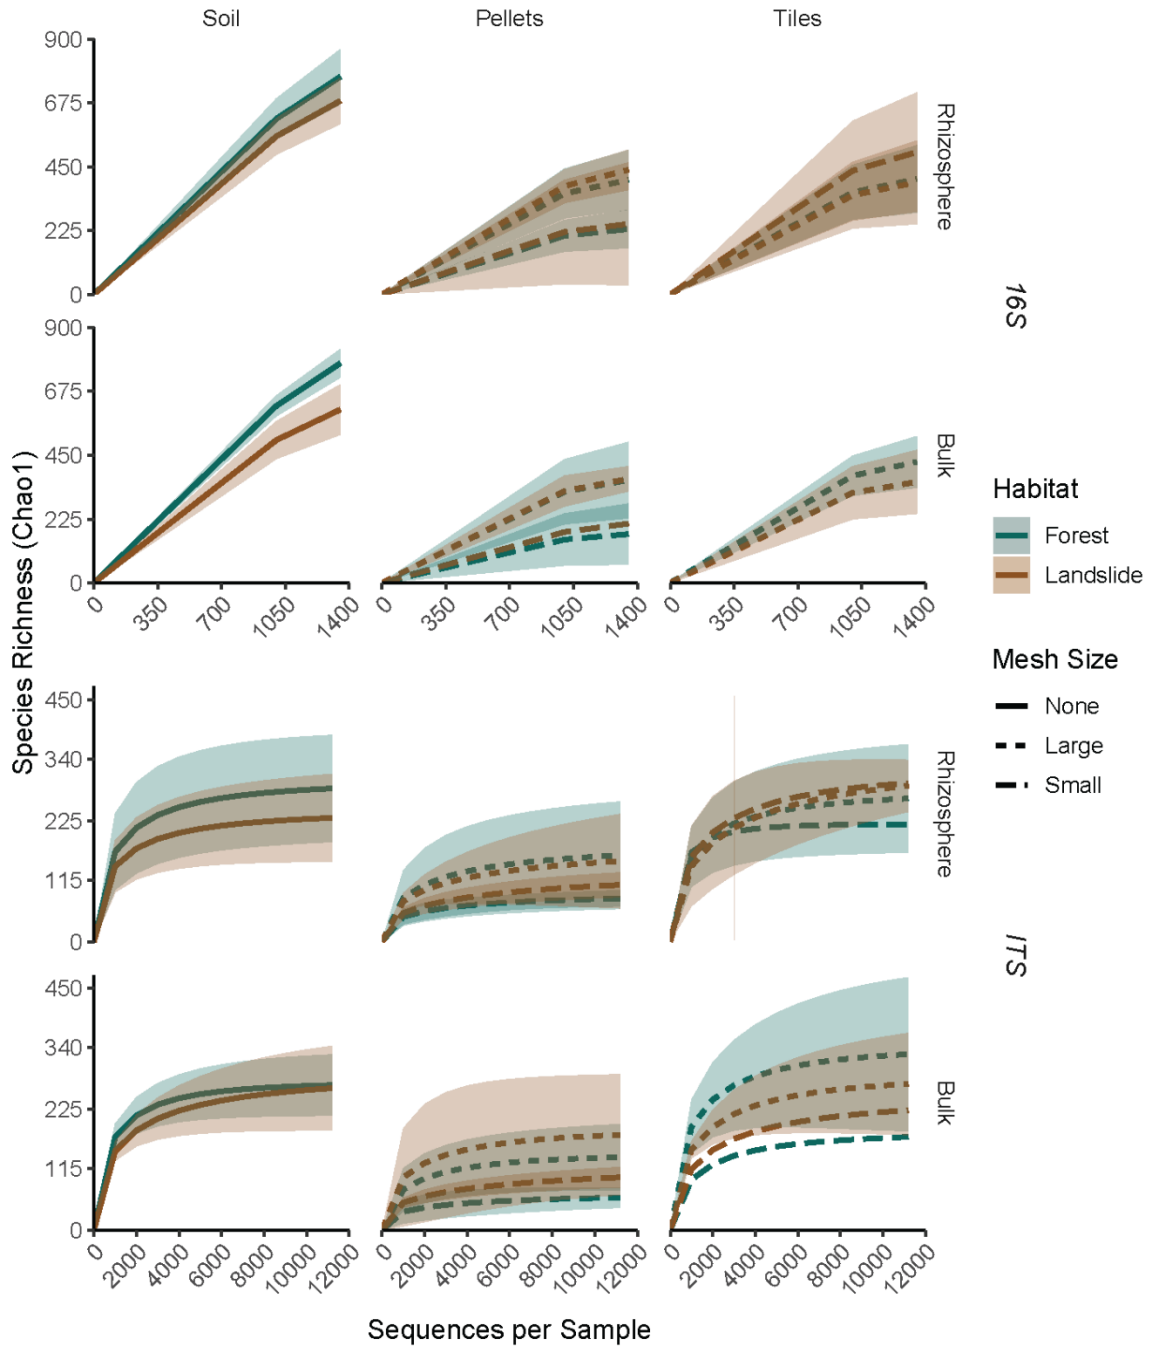 Soil
Pellets
Tiles
Species Richness (Chao1)
900
675
450
225
0
Rhizosphere
16S
900
675
450
225
0
Bulk
0 350 700 1050 1400
0 350 700 1050 1400
0 350 700 1050 1400
Habitat
Forest
Landslide
Mesh Size
None
Large
Small
450
340
225
115
0
Rhizosphere
ITS
450
340
225
115
0
Bulk
0 2000 4000 6000 8000 10000 12000
0 2000 4000 6000 8000 10000 12000
0 2000 4000 6000 8000 10000 12000
Sequences per Sample